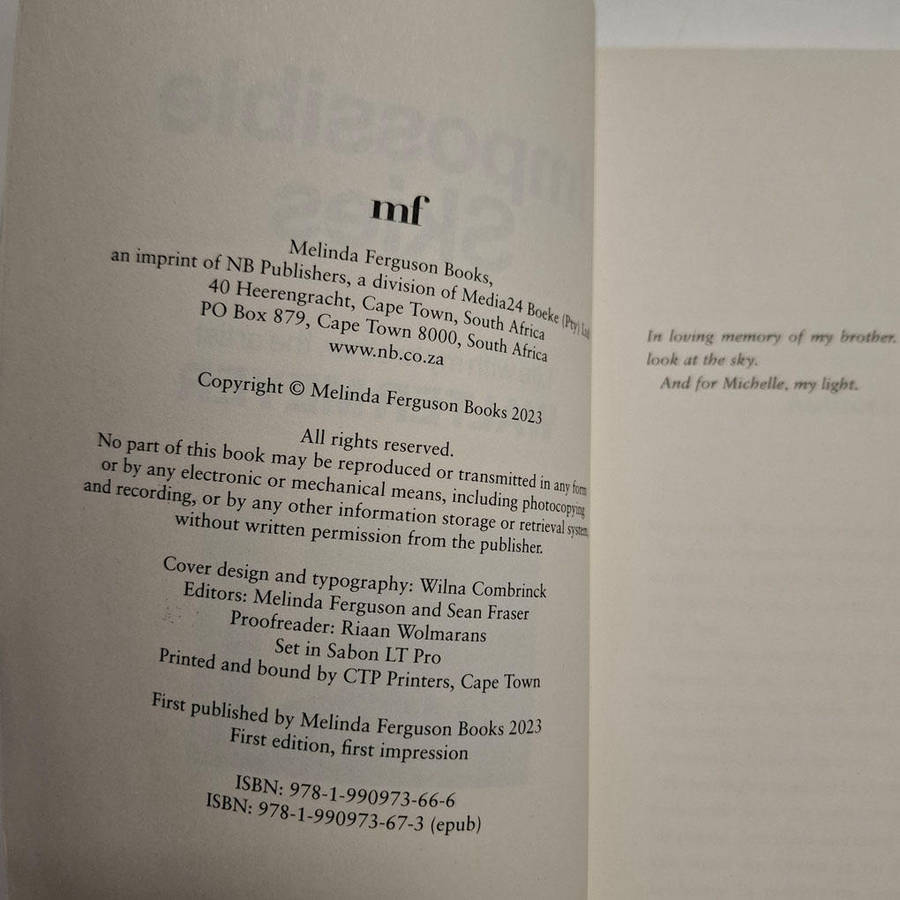 mf
Melinda Ferguson Books,
an imprint of NB Publishers, a division of Media24 Boeke (Pty) Ltd
40 Heerengracht, Cape Town, South Africa
PO Box 879, Cape Town 8000, South Africa
www.nb.co.za
Copyright © Melinda Ferguson Books 2023
All rights reserved.
No part of this book may be reproduced or transmitted in any form
or by any electronic or mechanical means, including photocopying
and recording, or by any other information storage or retrieval system,
without written permission from the publisher.
Cover design and typography: Wilna Combrinck
Editors: Melinda Ferguson and Sean Fraser
Proofreader: Riaan Wolmarans
Set in Sabon LT Pro
Printed and bound by CTP Printers, Cape Town
First published by Melinda Ferguson Books 2023
First edition, first impression
ISBN: 978-1-990973-66-6
ISBN: 978-1-990973-67-3 (epub)
In loving memory of my brother.
look at the sky.
And for Michelle, my light.